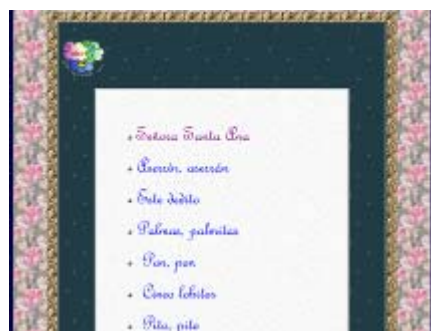 Señora Santa Ana
Aserrín, aserrán
Este dedito
Palmas, palmitas
Pon, pon
Cinco lobitos
Pito, pito